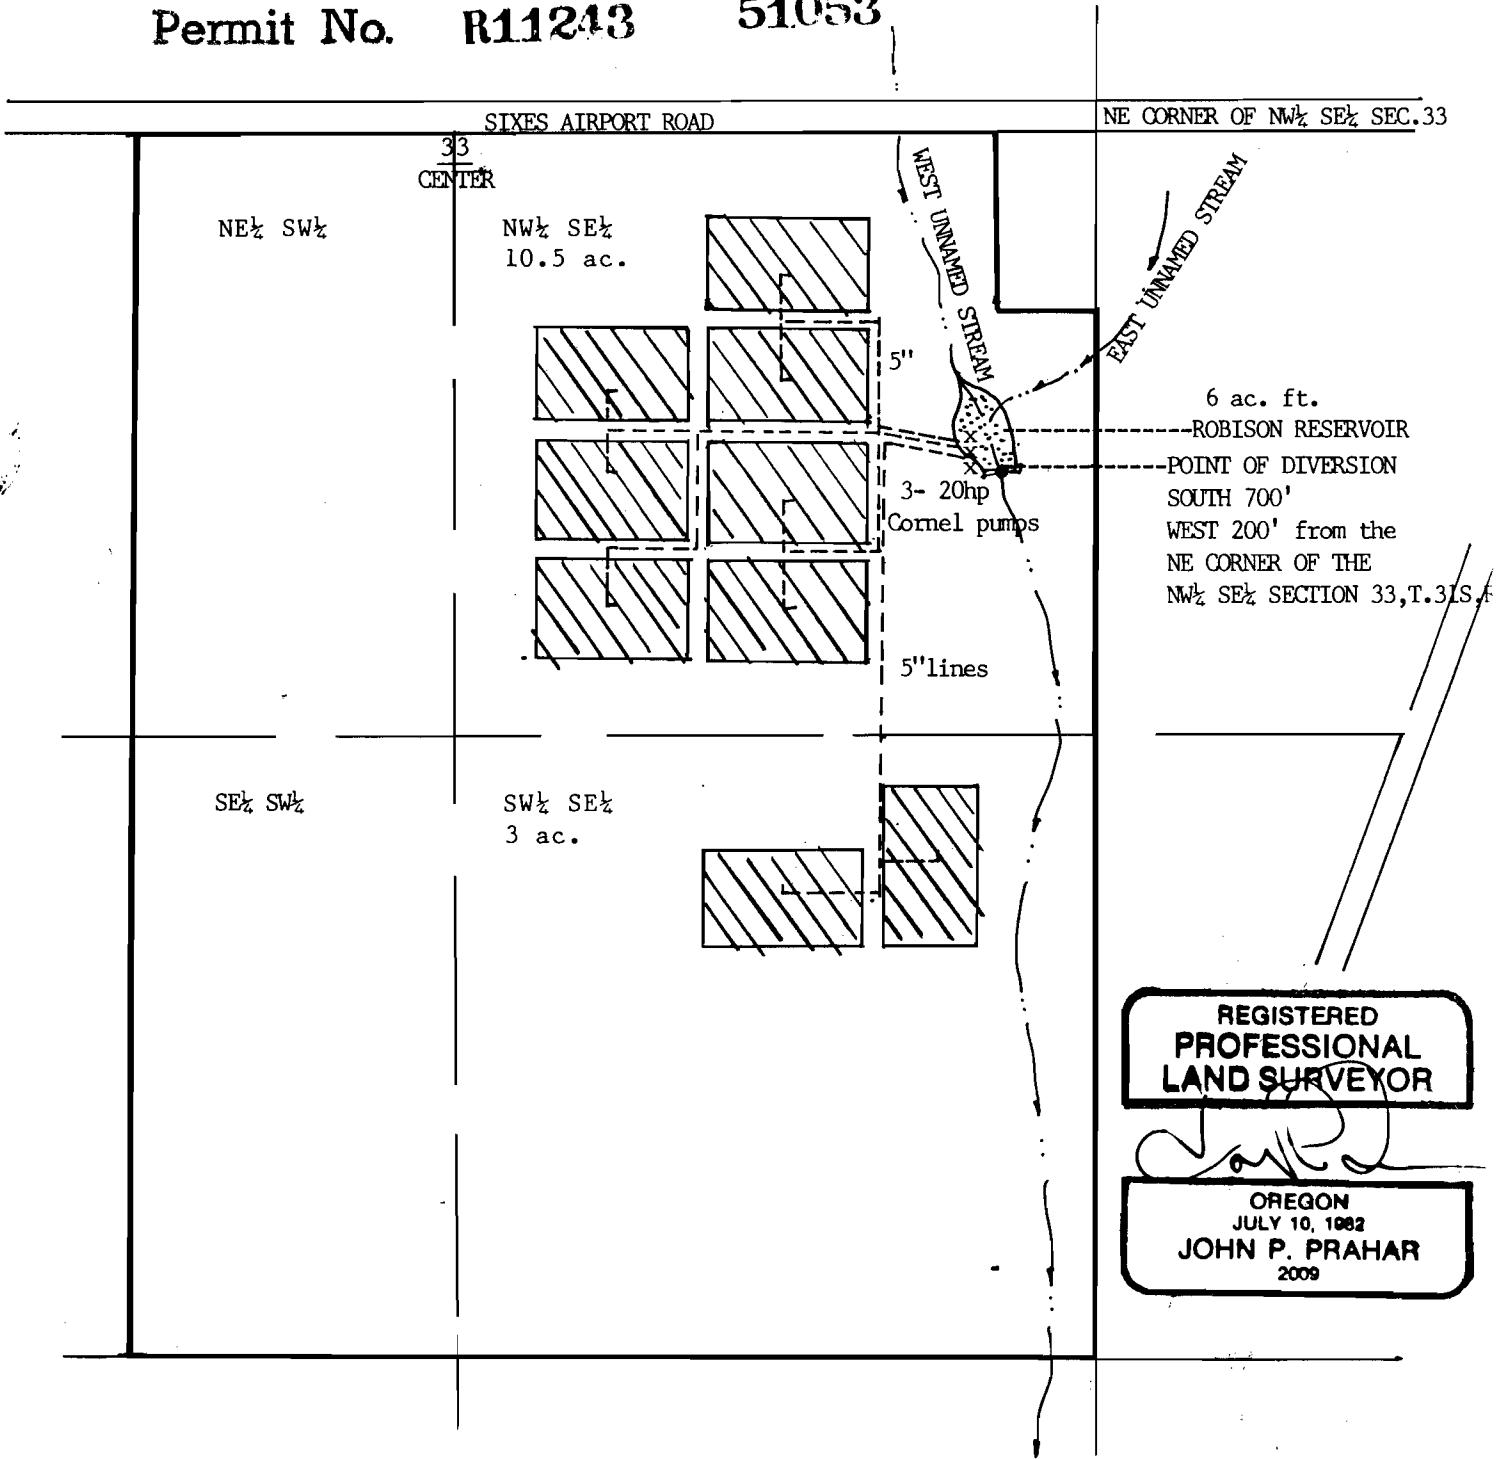 Permit No. R11243 51053
SIXES AIRPORT ROAD
NE CORNER OF NW¼ SE¼ SEC.33
33
CENTER
NE¼ SW¼
NW¼ SE¼
10.5 ac.
WEST UNNAMED STREAM
EAST UNNAMED STREAM
5"
6 ac. ft.
ROBISON RESERVOIR
POINT OF DIVERSION
SOUTH 700'
WEST 200' from the
NE CORNER OF THE
NW¼ SE¼ SECTION 33,T.31S,
x
x
x
3- 20hp
Cornel pumps
5"lines
SE¼ SW¼
SW¼ SE¼
3 ac.
REGISTERED
PROFESSIONAL
LAND SURVEYOR
OREGON
JULY 10, 1982
JOHN P. PRAHAR
2009